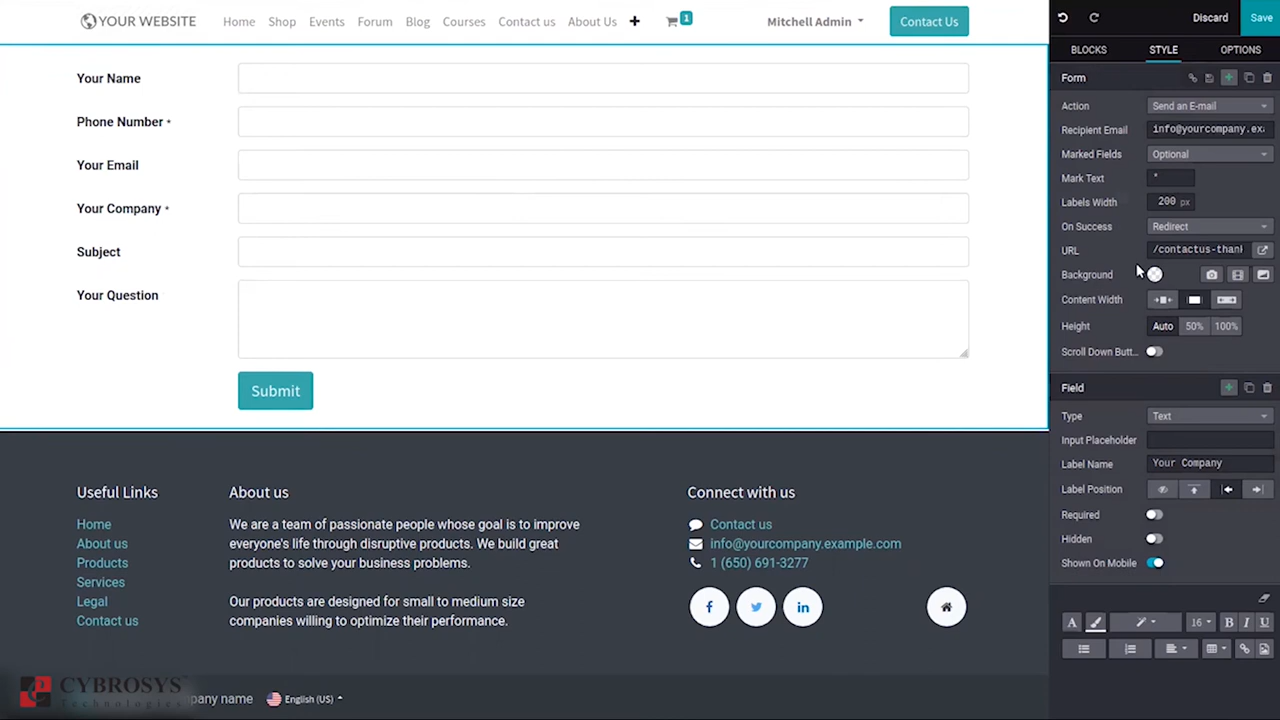 YOUR WEBSITE Home Shop Events Forum Blog Courses Contact us About Us + 1 Mitchell Admin Contact Us
Discard Save
BLOCKS STYLE OPTIONS
Your Name
Phone Number *
Your Email
Your Company *
Subject
Your Question
Submit
Form
Action Send an E-mail
Recipient Email info@yourcompany.exa
Marked Fields Optional
Mark Text *
Labels Width 200 px
On Success Redirect
URL /contactus-thank
Background
Content Width
Height Auto 50% 100%
Scroll Down Butt...
Field
Type Text
Input Placeholder
Label Name Your Company
Label Position
Required
Hidden
Shown On Mobile
A 16 B I U
Useful Links
Home
About us
Products
Services
Legal
Contact us
About us
We are a team of passionate people whose goal is to improve
everyone's life through disruptive products. We build great
products to solve your business problems.
Our products are designed for small to medium size
companies willing to optimize their performance.
Connect with us
Contact us
info@yourcompany.example.com
1 (650) 691-3277
f in
CYBROSYS
Technologies
pany name English (US)